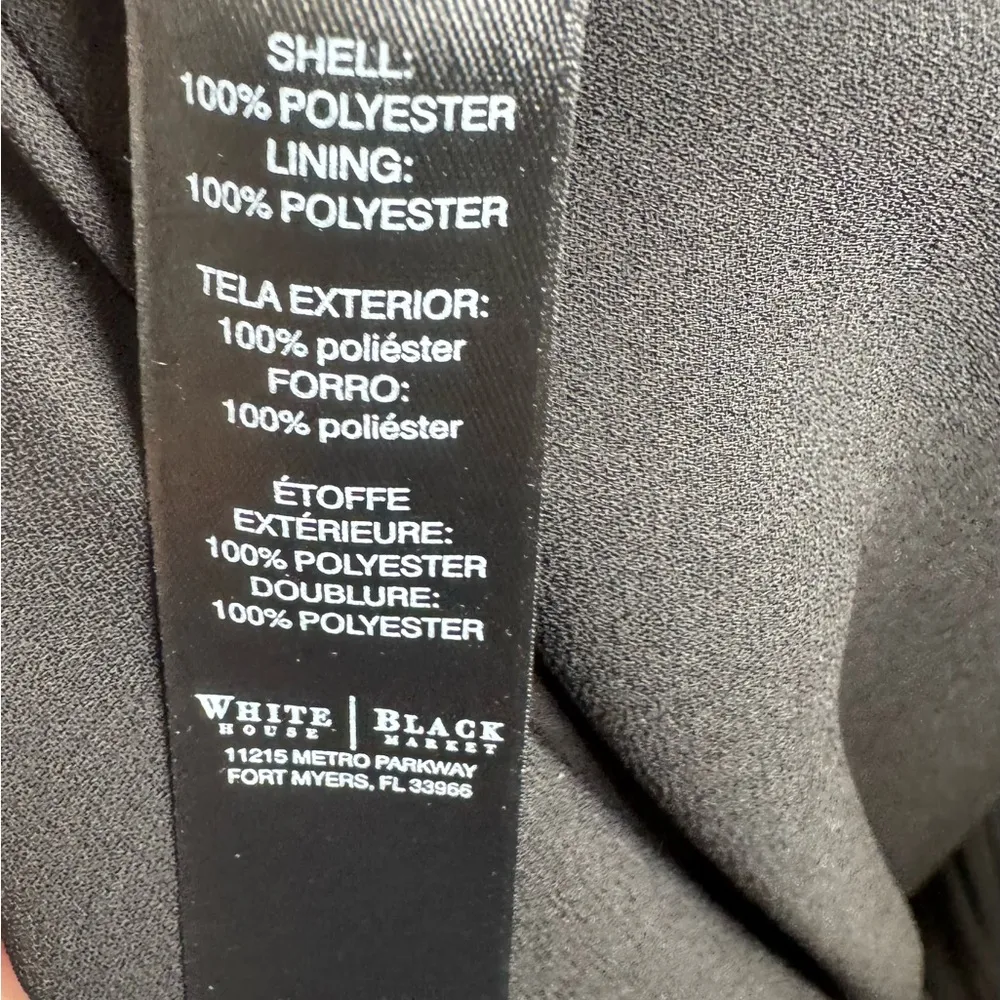 SHELL:
100% POLYESTER
LINING:
100% POLYESTER
TELA EXTERIOR:
100% poliéster
FORRO:
100% poliéster
ÉTOFFE
EXTÉRIEURE:
100% POLYESTER
DOUBLURE:
100% POLYESTER
WHITE | BLACK
HOUSE MARKET
11215 METRO PARKWAY
FORT MYERS, FL 33966